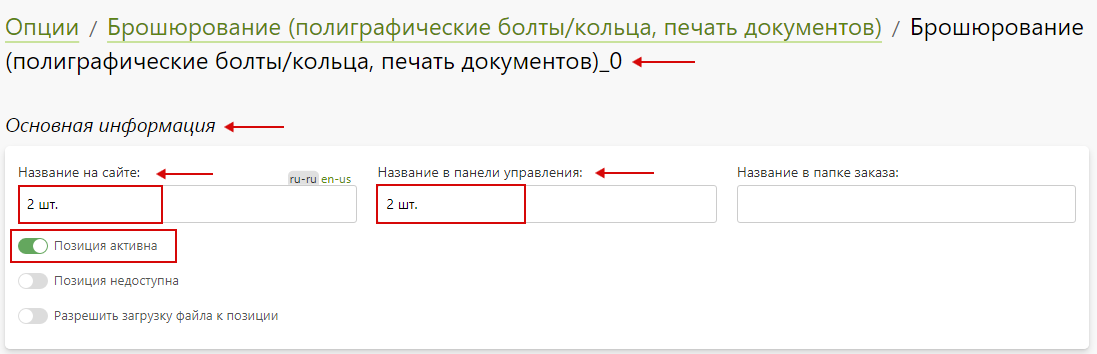 Опции / Брошюрование (полиграфические болты/кольца, печать документов) / Брошюрование
(полиграфические болты/кольца, печать документов)_0
Основная информация
Название на сайте: ru-ru en-us Название в панели управления: Название в папке заказа:
2 шт. 2 шт.
Позиция активна
Позиция недоступна
Разрешить загрузку файла к позиции